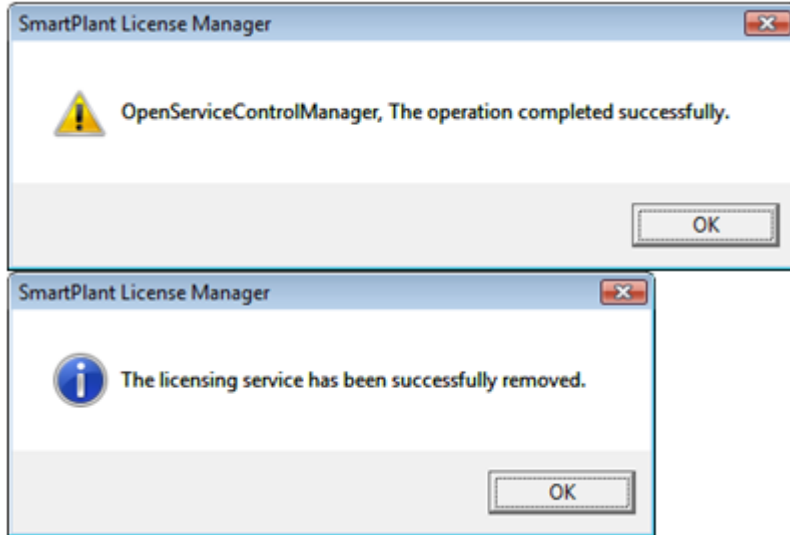 SmartPlant License Manager
OpenServiceControlManager, The operation completed successfully.
OK
SmartPlant License Manager
The licensing service has been successfully removed.
OK